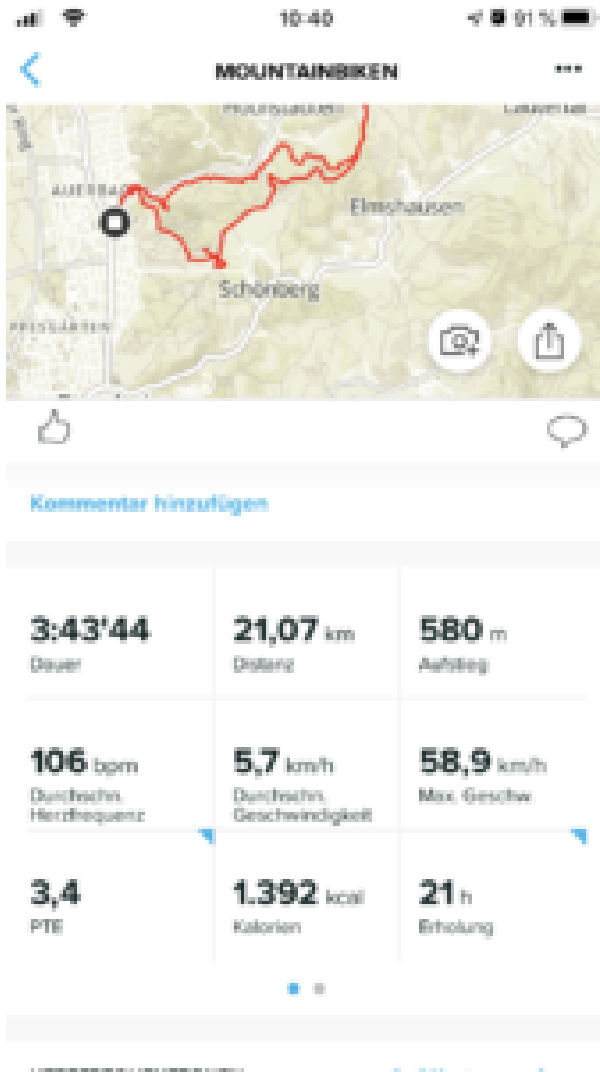 10:40
91 %
MOUNTAINBIKEN
Elmshausen
Schönberg
Kommentar hinzufügen
3:43'44
21,07 km
580 m
Dauer
Distanz
Aufstieg
106 bpm
5,7 km/h
58,9 km/h
Durchschn.
Herzfrequenz
Durchschn.
Geschwindigkeit
Max. Geschw.
3,4
1.392 kcal
21 h
PTE
Kalorien
Erholung